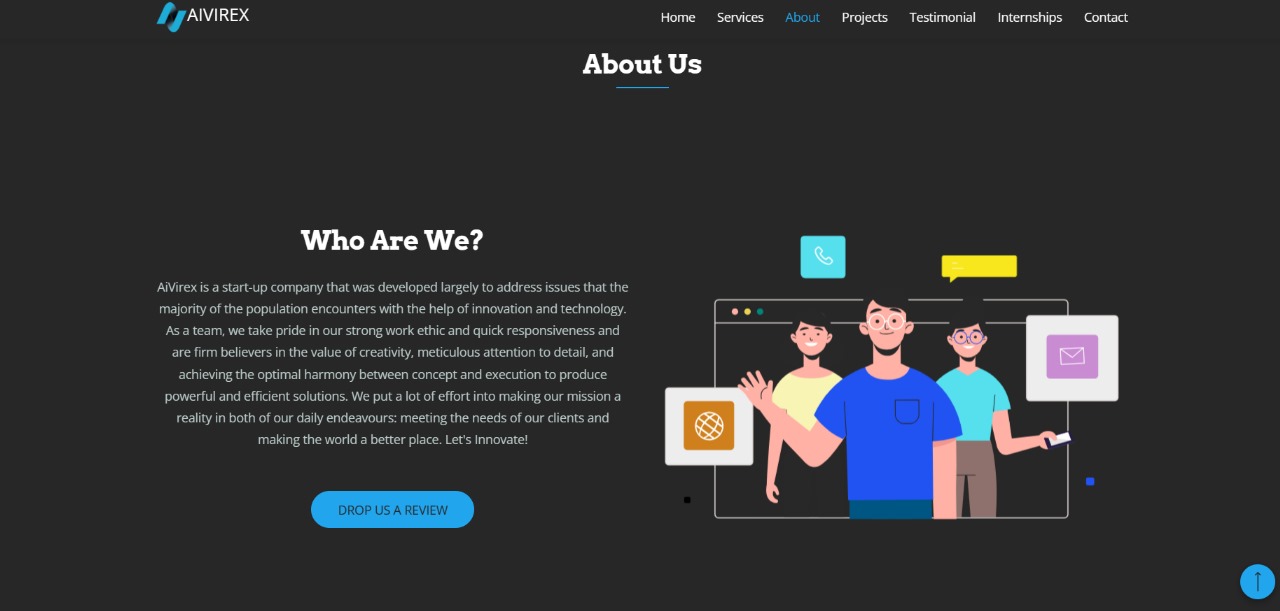 AIVIREX
Home Services About Projects Testimonial Internships Contact
About Us
Who Are We?
AiVirex is a start-up company that was developed largely to address issues that the
majority of the population encounters with the help of innovation and technology.
As a team, we take pride in our strong work ethic and quick responsiveness and
are firm believers in the value of creativity, meticulous attention to detail, and
achieving the optimal harmony between concept and execution to produce
powerful and efficient solutions. We put a lot of effort into making our mission a
reality in both of our daily endeavours: meeting the needs of our clients and
making the world a better place. Let's Innovate!
DROP US A REVIEW